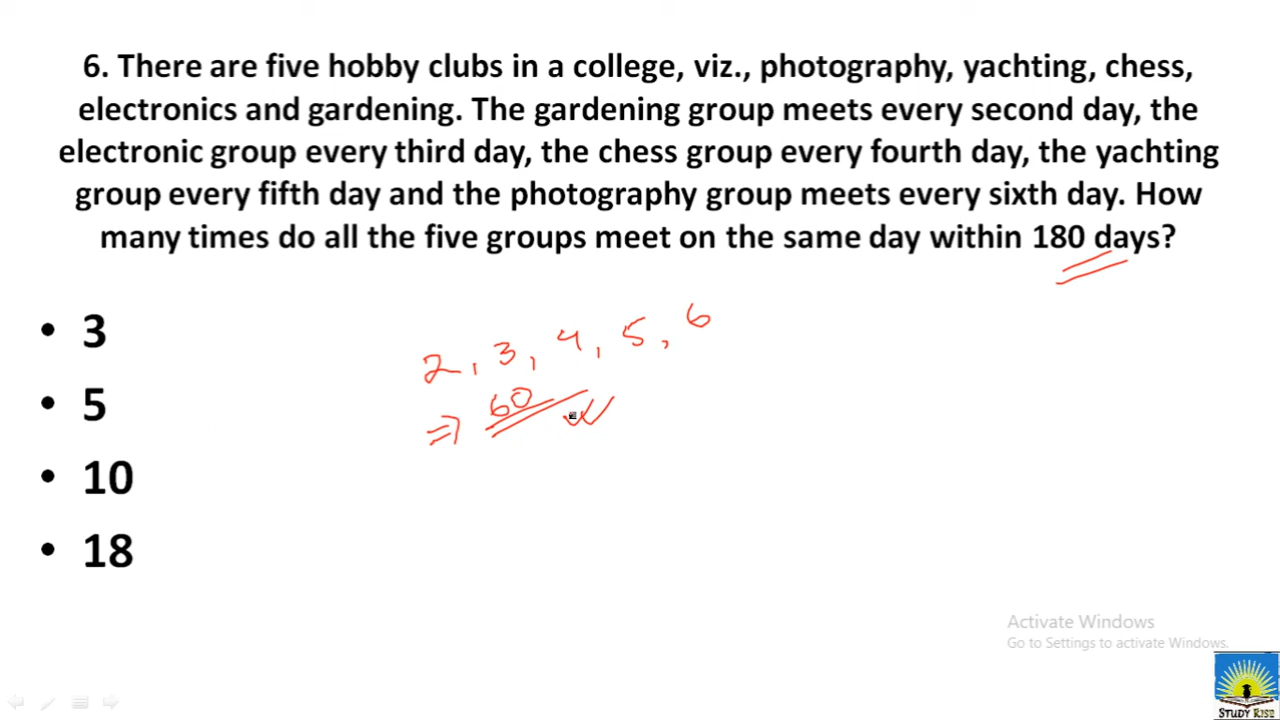 6. There are five hobby clubs in a college, viz., photography, yachting, chess,
electronics and gardening. The gardening group meets every second day, the
electronic group every third day, the chess group every fourth day, the yachting
group every fifth day and the photography group meets every sixth day. How
many times do all the five groups meet on the same day within 180 days?
• 3
• 5
• 10
• 18
2, 3, 4, 5, 6
⇒ 60
Activate Windows
Go to Settings to activate Windows.
STUDY RISE